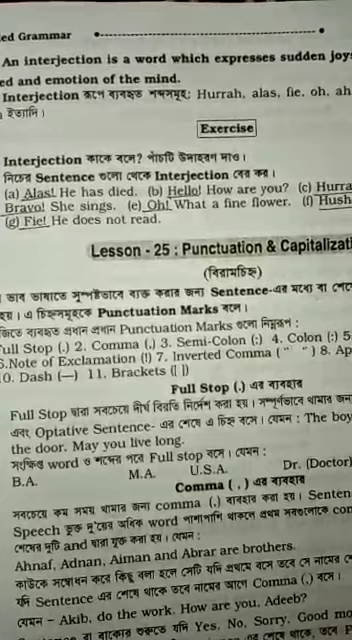 ed Grammar
An interjection is a word which expresses sudden joy
ed and emotion of the mind.
Interjection রূপে ব্যবহৃত শব্দসমূহ: Hurrah, alas, fie, oh, ah
ইত্যাদি।
Exercise
Interjection কাকে বলে? পাঁচটি উদাহরণ দাও।
নিচের Sentence গুলো থেকে Interjection বের কর।
(a) Alas! He has died. (b) Hello! How are you? (c) Hurra
Bravo! She sings. (e) Oh! What a fine flower. (f) Hush
(g) Fie! He does not read.
Lesson - 25 : Punctuation & Capitalizati
(বিরামচিহ্ন)
ভাব ভাষাতে সুস্পষ্টভাবে ব্যক্ত করার জন্য Sentence-এর মধ্যে বা শেষে
হয়। এ চিহ্নসমূহকে Punctuation Marks বলে।
জিতে ব্যবহৃত প্রধান প্রধান Punctuation Marks গুলো নিম্নরূপ :
Full Stop (.) 2. Comma (,) 3. Semi-Colon (;) 4. Colon (:) 5
6.Note of Exclamation (!) 7. Inverted Comma (“ ”) 8. Ap
10. Dash (—) 11. Brackets ([ ])
Full Stop (.) এর ব্যবহার
Full Stop দ্বারা সবচেয়ে দীর্ঘ বিরতি নির্দেশ করা হয়। সম্পূর্ণভাবে থামার জন্য
এবং Optative Sentence- এর শেষে এ চিহ্ন বসে। যেমন : The boy
the door. May you live long.
সংক্ষিপ্ত word ও শব্দের পরে Full stop বসে। যেমন :
B.A. M.A. U.S.A. Dr. (Doctor)
Comma ( , ) এর ব্যবহার
সবচেয়ে কম সময় থামার জন্য comma (,) ব্যবহার করা হয়। Senten
Speech ভুক্ত দু'য়ের অধিক word পাশাপাশি থাকলে প্রথম সবগুলোকে com
শেষের দুটি and দ্বারা যুক্ত করা হয়। যেমন :
Ahnaf, Adnan, Aiman and Abrar are brothers.
কাউকে সম্বোধন করে কিছু বলা হলে সেটি যদি প্রথমে বসে তবে সে নামের শে
যদি Sentence এর শেষে থাকে তবে নামের আগে Comma (,) বসে।
যেমন – Akib, do the work. How are you, Adeeb?
বা বাক্যের শুরুতে যদি Yes, No, Sorry, Good mo